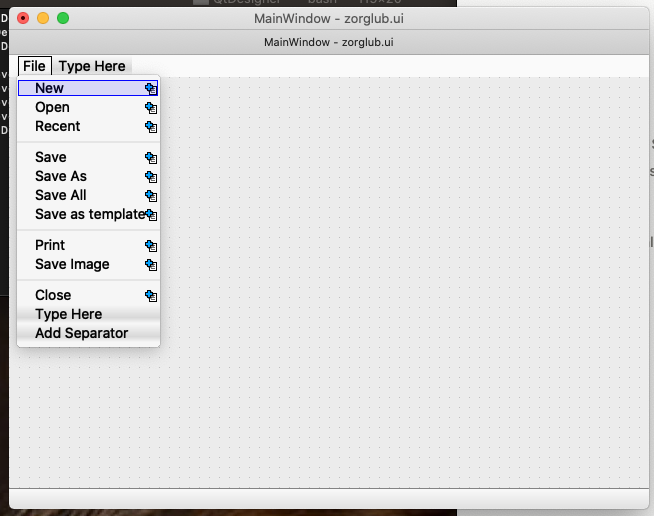 MainWindow - zorglub.ui
MainWindow - zorglub.ui
File Type Here
New
Open
Recent
Save
Save As
Save All
Save as template
Print
Save Image
Close
Type Here
Add Separator